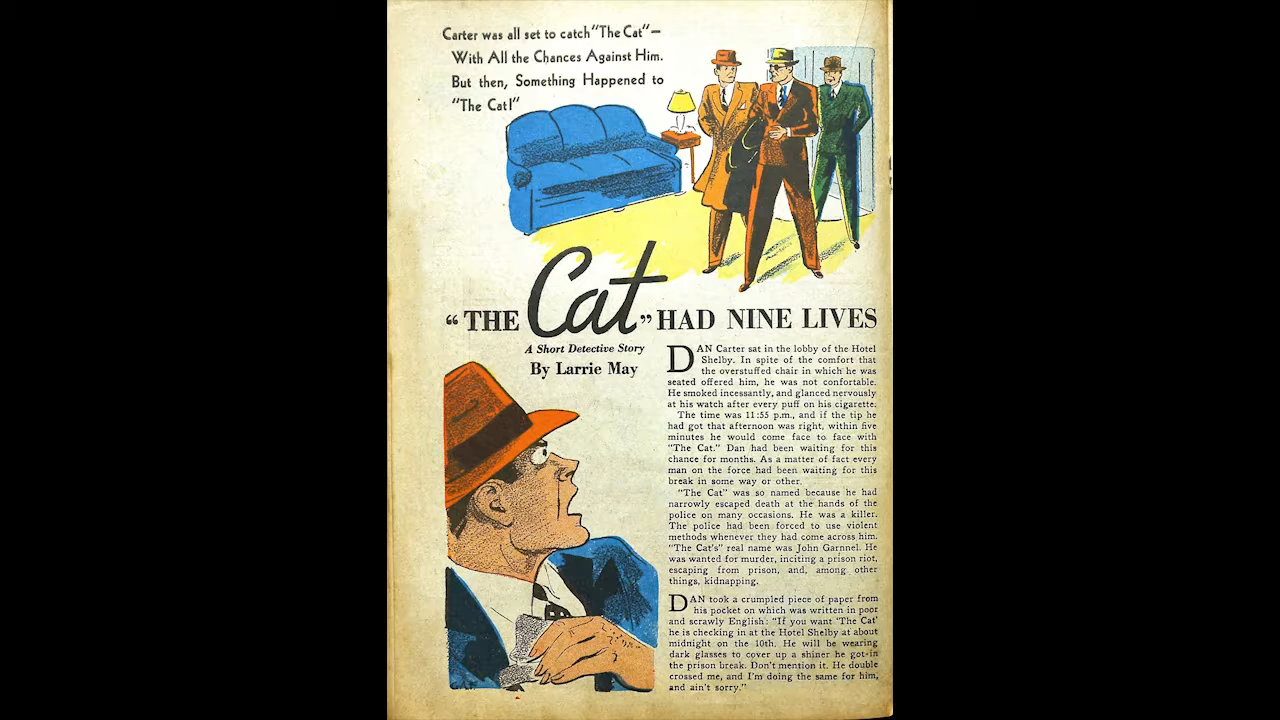 Carter was all set to catch "The Cat"—
With All the Chances Against Him.
But then, Something Happened to
"The Cat!"
"THE Cat" HAD NINE LIVES
A Short Detective Story
By Larrie May
DAN Carter sat in the lobby of the Hotel
Shelby. In spite of the comfort that
the overstuffed chair in which he was
seated offered him, he was not confortable.
He smoked incessantly, and glanced nervously
at his watch after every puff on his cigarette.
The time was 11:55 p.m., and if the tip he
had got that afternoon was right, within five
minutes he would come face to face with
"The Cat." Dan had been waiting for this
chance for months. As a matter of fact every
man on the force had been waiting for this
break in some way or other.
"The Cat" was so named because he had
narrowly escaped death at the hands of the
police on many occasions. He was a killer.
The police had been forced to use violent
methods whenever they had come across him.
"The Cat's" real name was John Garnnel. He
was wanted for murder, inciting a prison riot,
escaping from prison, and, among other
things, kidnapping.
DAN took a crumpled piece of paper from
his pocket on which was written in poor
and scrawly English: "If you want 'The Cat'
he is checking in at the Hotel Shelby at about
midnight on the 10th. He will be wearing
dark glasses to cover up a shiner he got in
the prison break. Don't mention it. He double
crossed me, and I'm doing the same for him,
and ain't sorry."